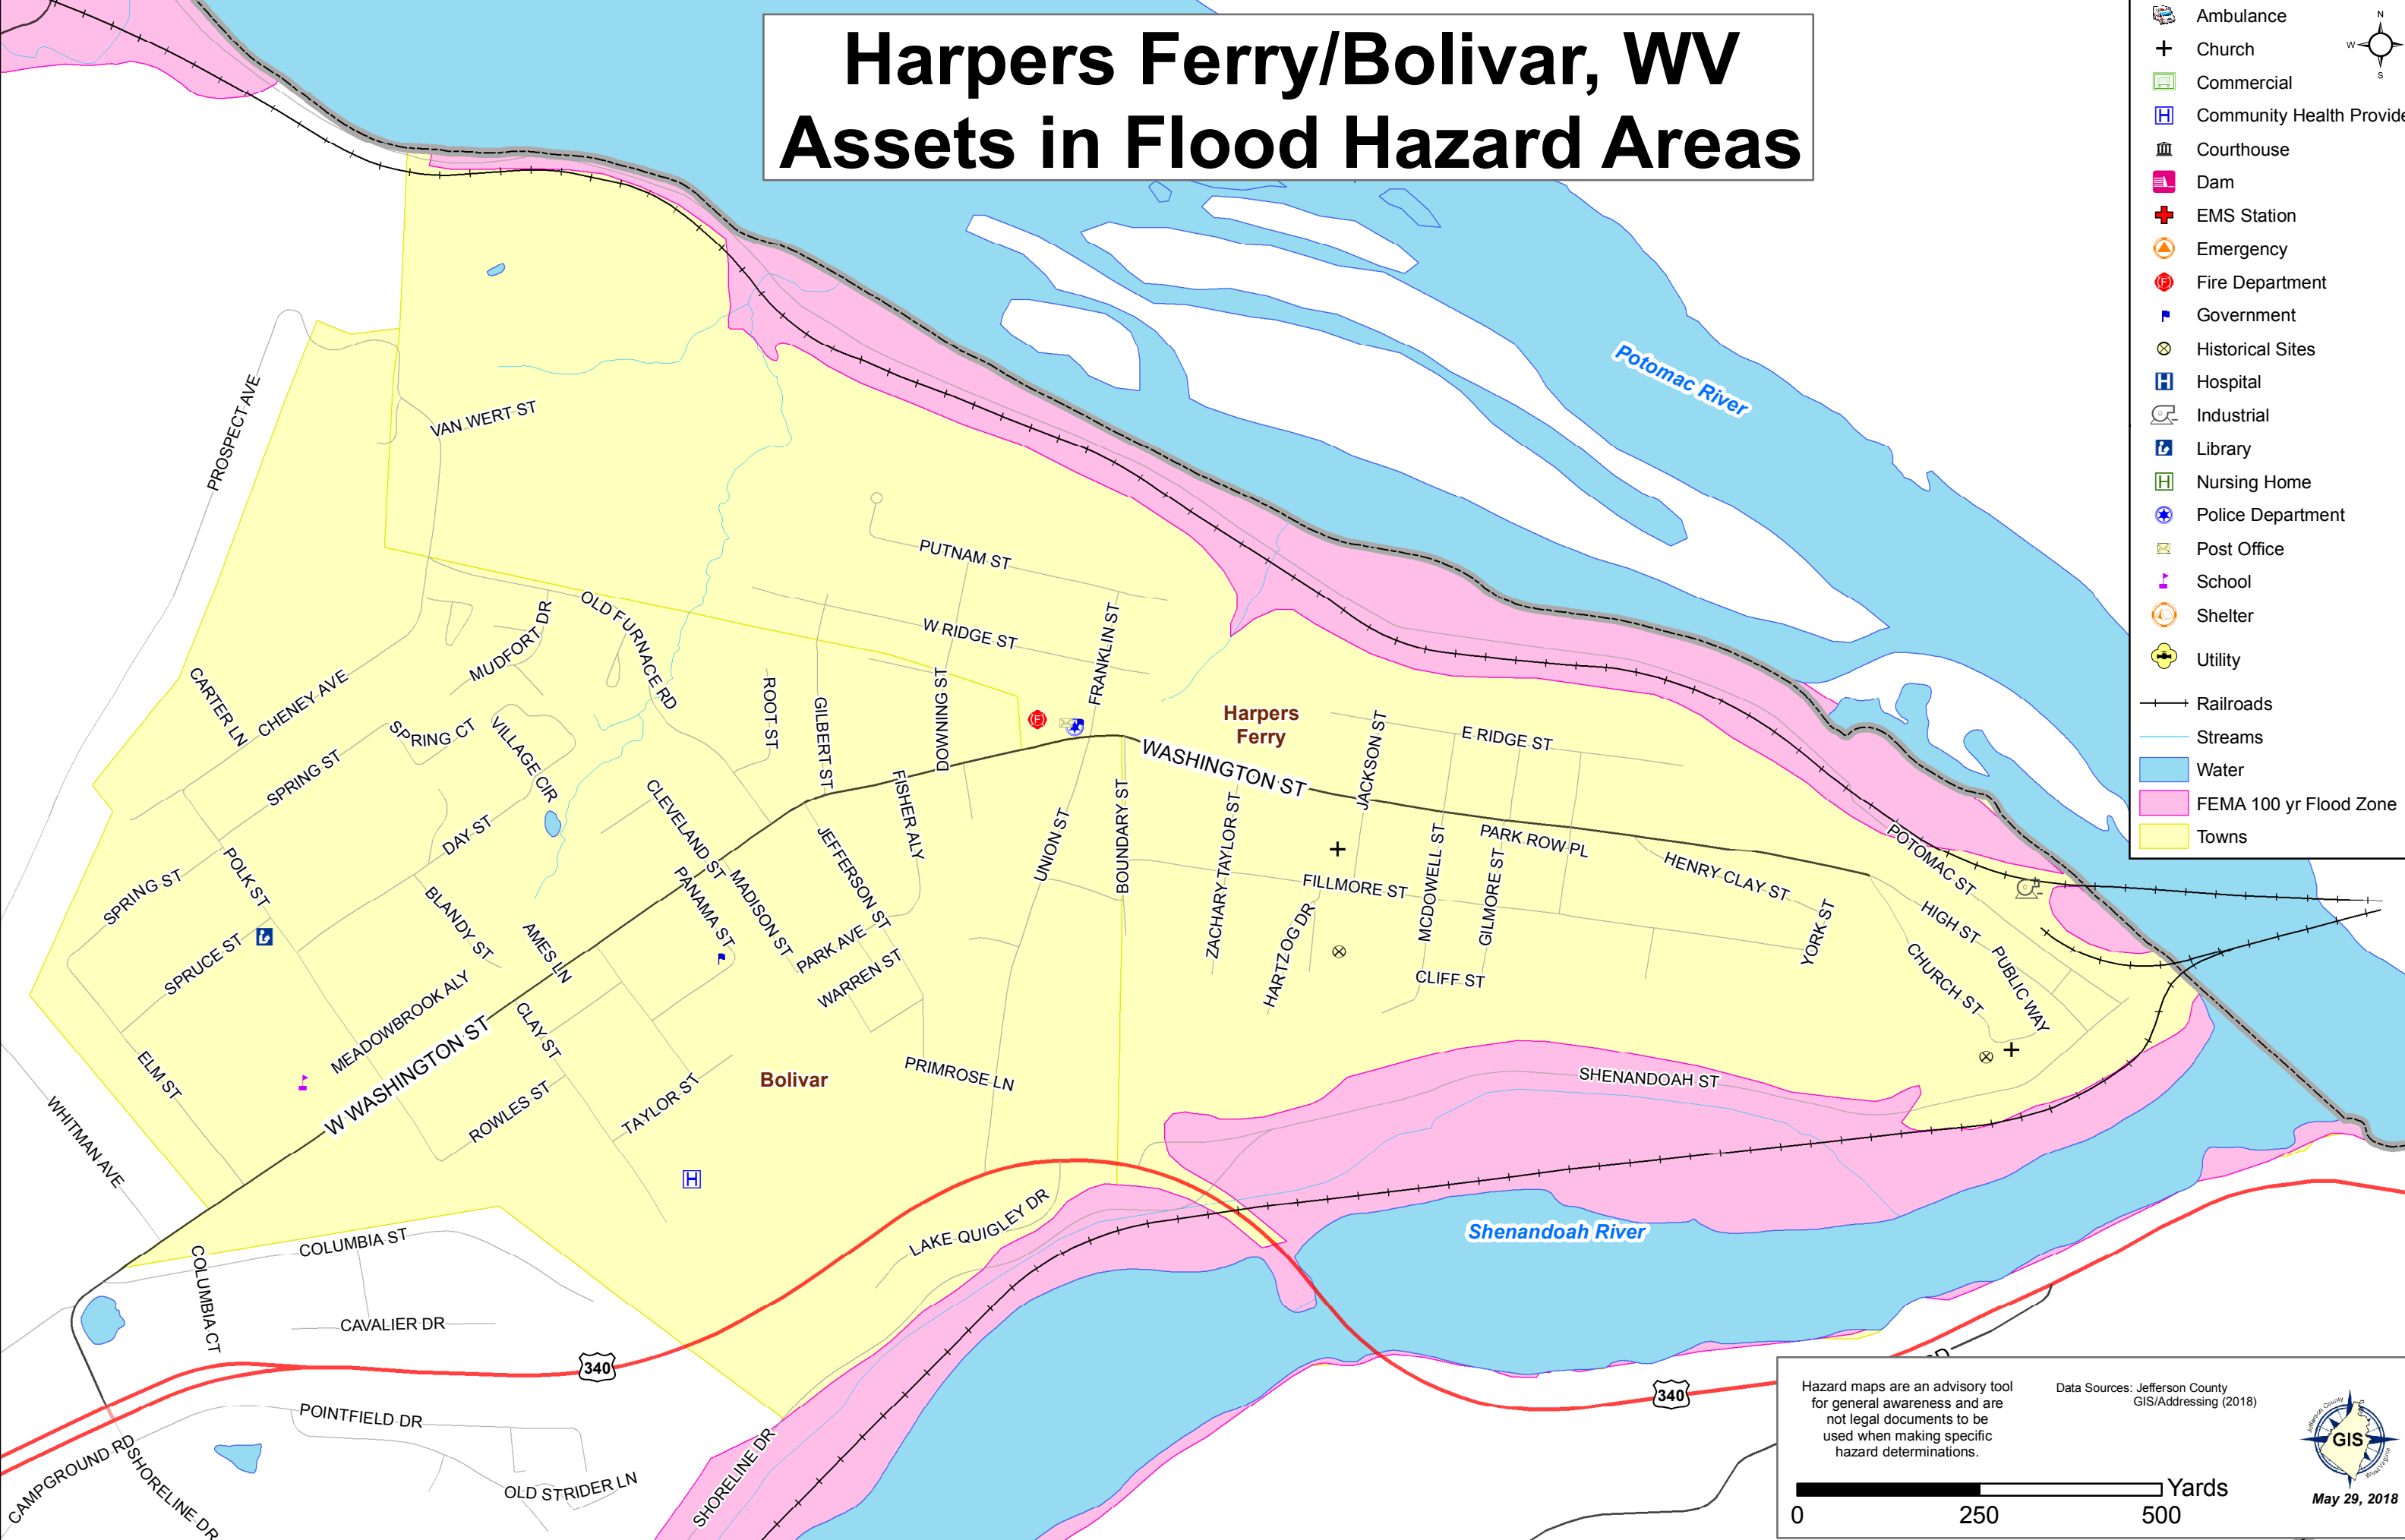 Harpers Ferry/Bolivar, WV
Assets in Flood Hazard Areas
Ambulance
Church
Commercial
Community Health Provide
Courthouse
Dam
EMS Station
Emergency
Fire Department
Government
Historical Sites
Hospital
Industrial
Library
Nursing Home
Police Department
Post Office
School
Shelter
Utility
Railroads
Streams
Water
FEMA 100 yr Flood Zone
Towns
N
W
S
Potomac River
PROSPECT AVE
VAN WERT ST
PUTNAM ST
W RIDGE ST
FRANKLIN ST
OLD FURNACE RD
MUDFORT DR
CARTER LN
CHENEY AVE
SPRING CT
SPRING ST
VILLAGE CIR
ROOT ST
GILBERT ST
DOWNING ST
Harpers
Ferry
WASHINGTON ST
JACKSON ST
E RIDGE ST
CLEVELAND ST
FISHER ALY
DAY ST
SPRING ST
POLK ST
BLANDY ST
AMES LN
PANAMA ST
MADISON ST
JEFFERSON ST
PARK AVE
WARREN ST
UNION ST
BOUNDARY ST
ZACHARY TAYLOR ST
FILLMORE ST
HARTZOG DR
MCDOWELL ST
GILMORE ST
PARK ROW PL
HENRY CLAY ST
YORK ST
CLIFF ST
POTOMAC ST
HIGH ST
PUBLIC WAY
CHURCH ST
SPRUCE ST
MEADOWBROOK ALY
ELM ST
W WASHINGTON ST
CLAY ST
ROWLES ST
TAYLOR ST
Bolivar
PRIMROSE LN
SHENANDOAH ST
WHITMAN AVE
LAKE QUIGLEY DR
Shenandoah River
COLUMBIA ST
COLUMBIA CT
CAVALIER DR
340
340
POINTFIELD DR
CAMPGROUND RD
SHORELINE DR
OLD STRIDER LN
SHORELINE DR
Hazard maps are an advisory tool
for general awareness and are
not legal documents to be
used when making specific
hazard determinations.
Data Sources: Jefferson County
GIS/Addressing (2018)
Jefferson County
GIS
West Virginia
May 29, 2018
Yards
0 250 500